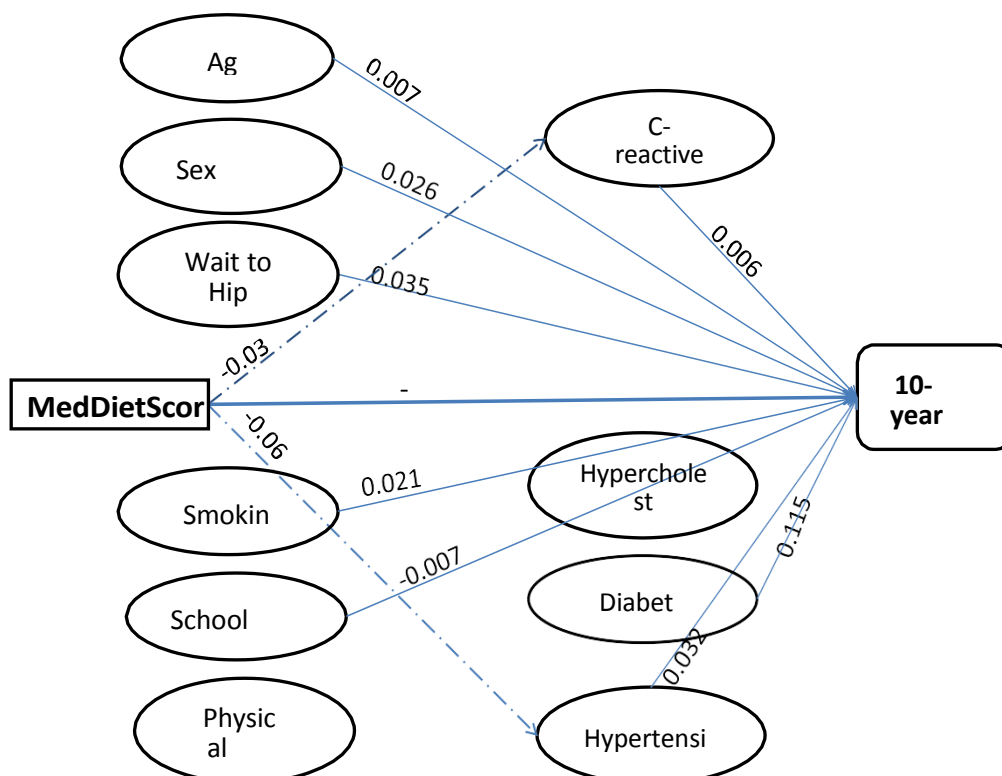 Ag
0.007
C-
reactive
Sex
0.026
0.006
Wait to
Hip
0.035
-0.03
MedDietScor
-
10-
year
-0.06
Smokin
0.021
Hyperchole
st
0.115
School
-0.007
Diabet
0.032
Physic
al
Hypertensi